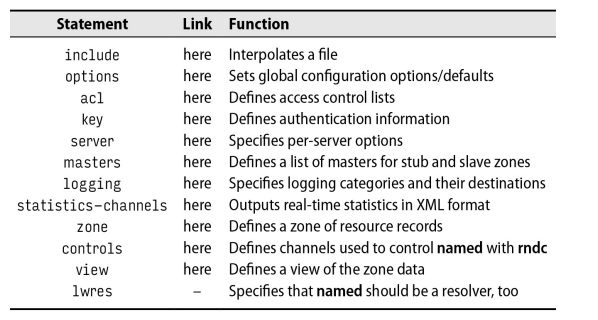 Statement Link Function
include here Interpolates a file
options here Sets global configuration options/defaults
acl here Defines access control lists
key here Defines authentication information
server here Specifies per-server options
masters here Defines a list of masters for stub and slave zones
logging here Specifies logging categories and their destinations
statistics-channels here Outputs real-time statistics in XML format
zone here Defines a zone of resource records
controls here Defines channels used to control named with rndc
view here Defines a view of the zone data
lwres – Specifies that named should be a resolver, too